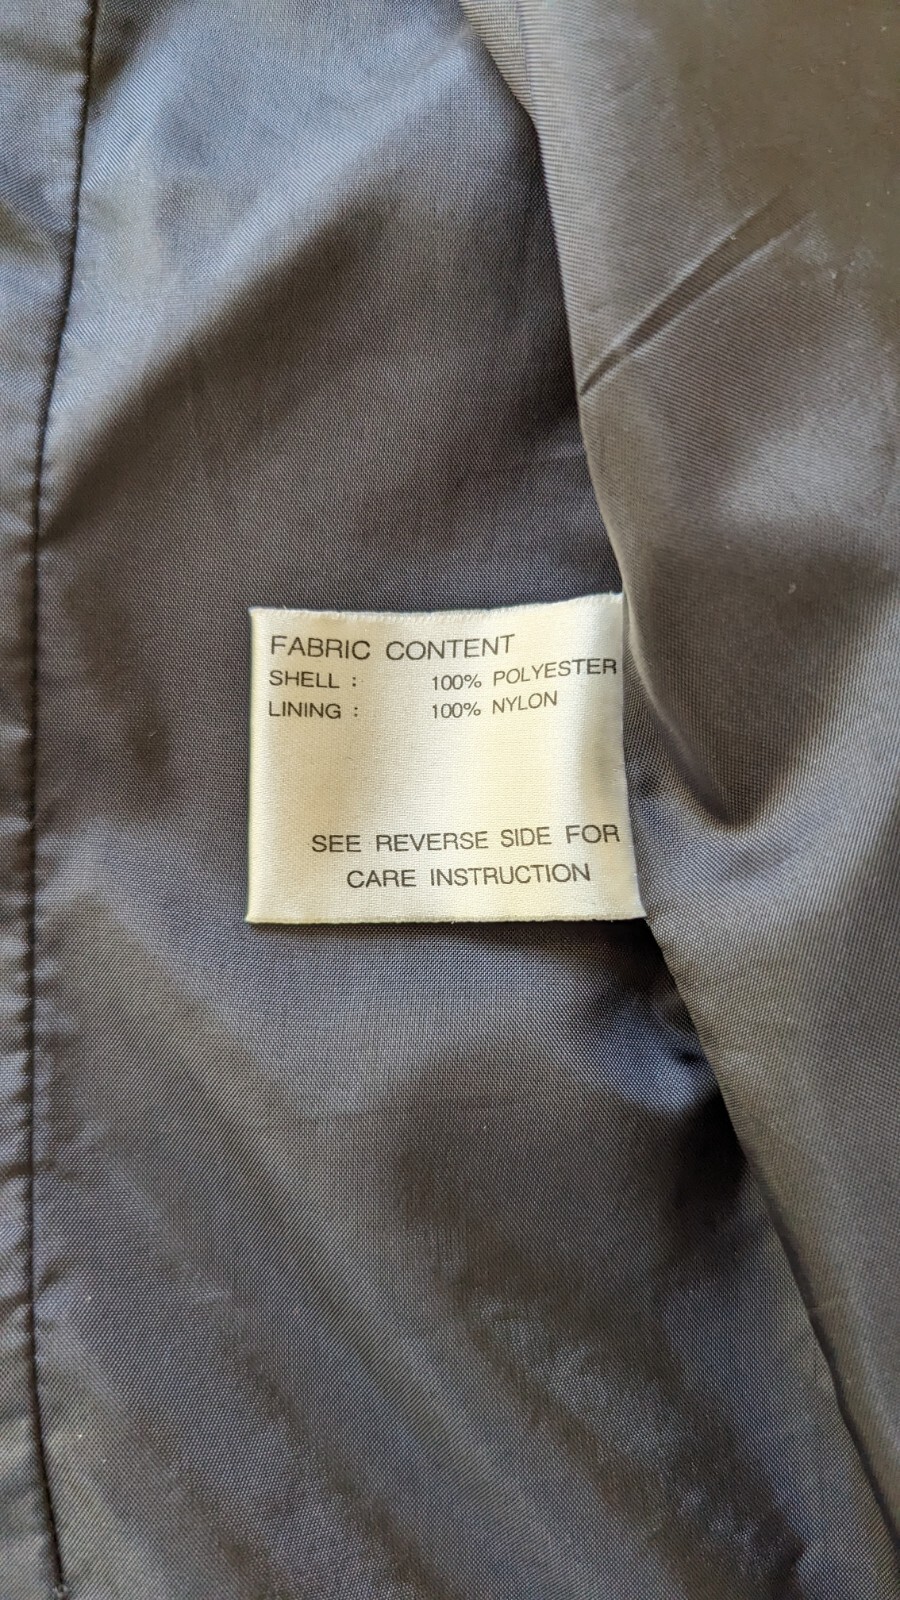 FABRIC CONTENT
SHELL : 100% POLYESTER
LINING : 100% NYLON
SEE REVERSE SIDE FOR
CARE INSTRUCTION